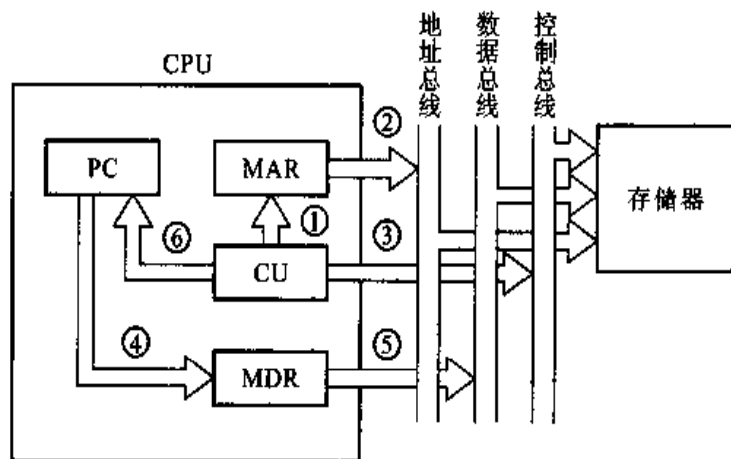 CPU
地址总线
数据总线
控制总线
②
PC
MAR
存储器
⑥
①
③
CU
④
⑤
MDR